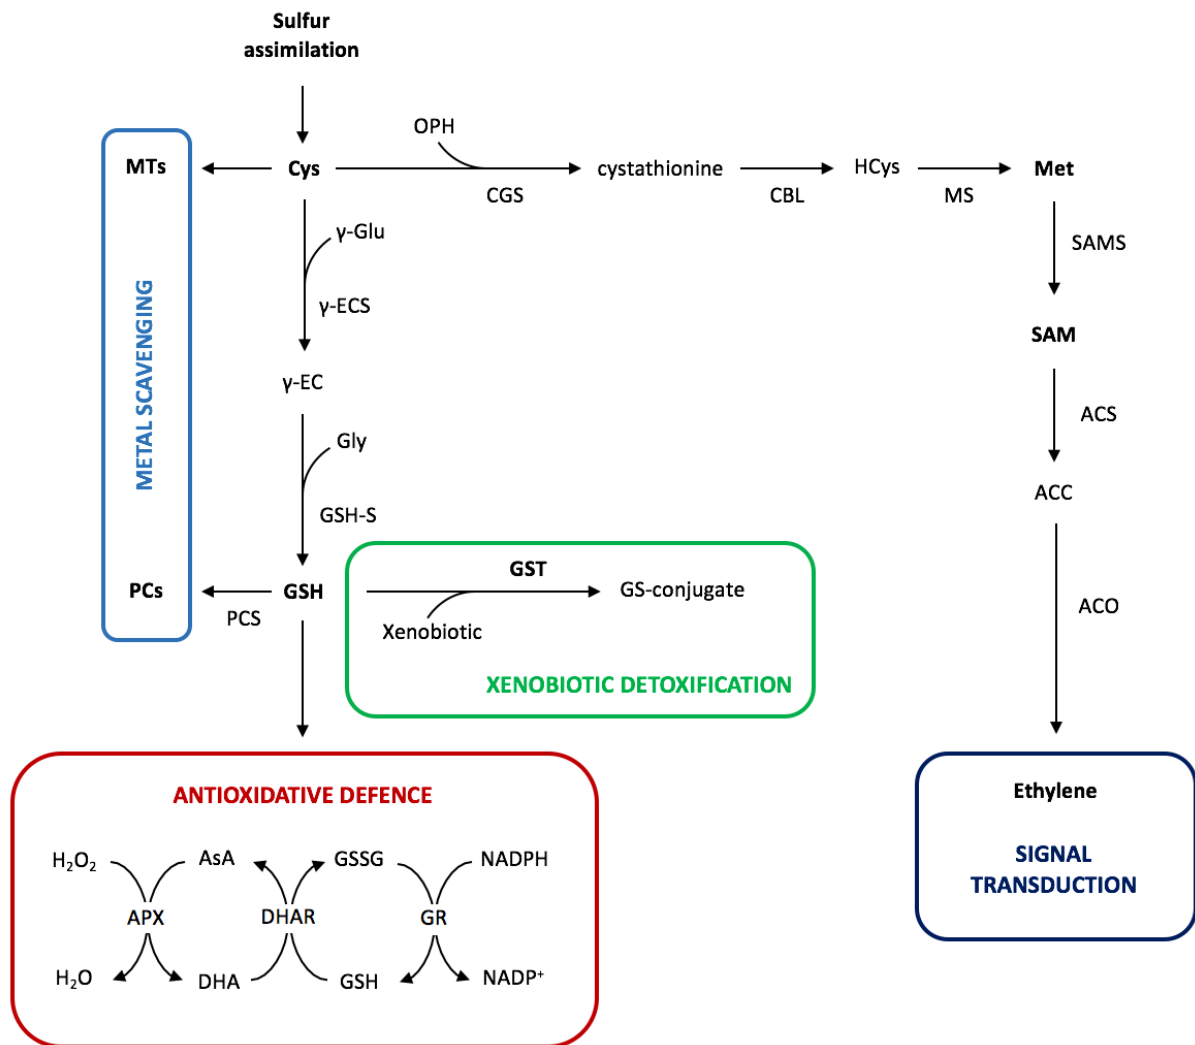 Sulfur
assimilation
OPH
MTs
Cys
cystathionine
HCys
Met
CGS
CBL
MS
γ-Glu
SAMS
γ-ECS
METAL SCAVENGING
SAM
γ-EC
ACS
Gly
ACC
GSH-S
GST
PCs
GSH
GS-conjugate
PCS
Xenobiotic
ACO
XENOBIOTIC DETOXIFICATION
ANTIOXIDATIVE DEFENCE
H₂O₂
AsA
GSSG
NADPH
APX
DHAR
GR
H₂O
DHA
GSH
NADP⁺
Ethylene
SIGNAL
TRANSDUCTION